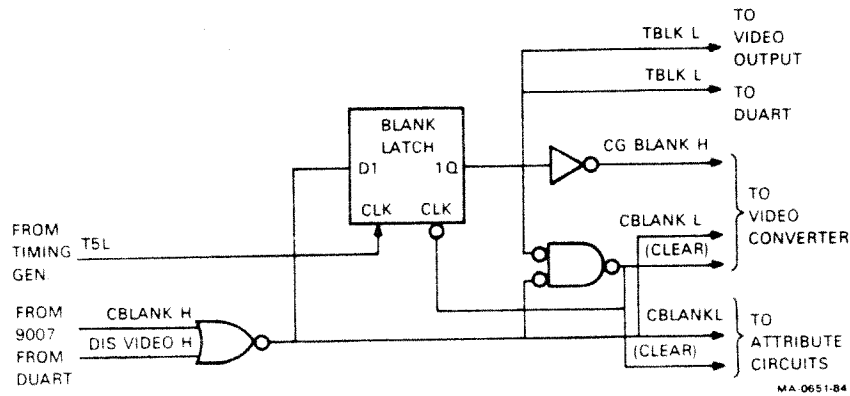 TBLK L
TO
VIDEO
OUTPUT
TBLK L
TO
DUART
BLANK
LATCH
D1
1Q
CLK
CLK
CG BLANK H
TO
VIDEO
CONVERTER
CBLANK L
(CLEAR)
FROM
TIMING
GEN.
T5L
FROM
9007
FROM
DUART
CBLANK H
DIS VIDEO H
CBLANKL
(CLEAR)
TO
ATTRIBUTE
CIRCUITS
MA-0651-84